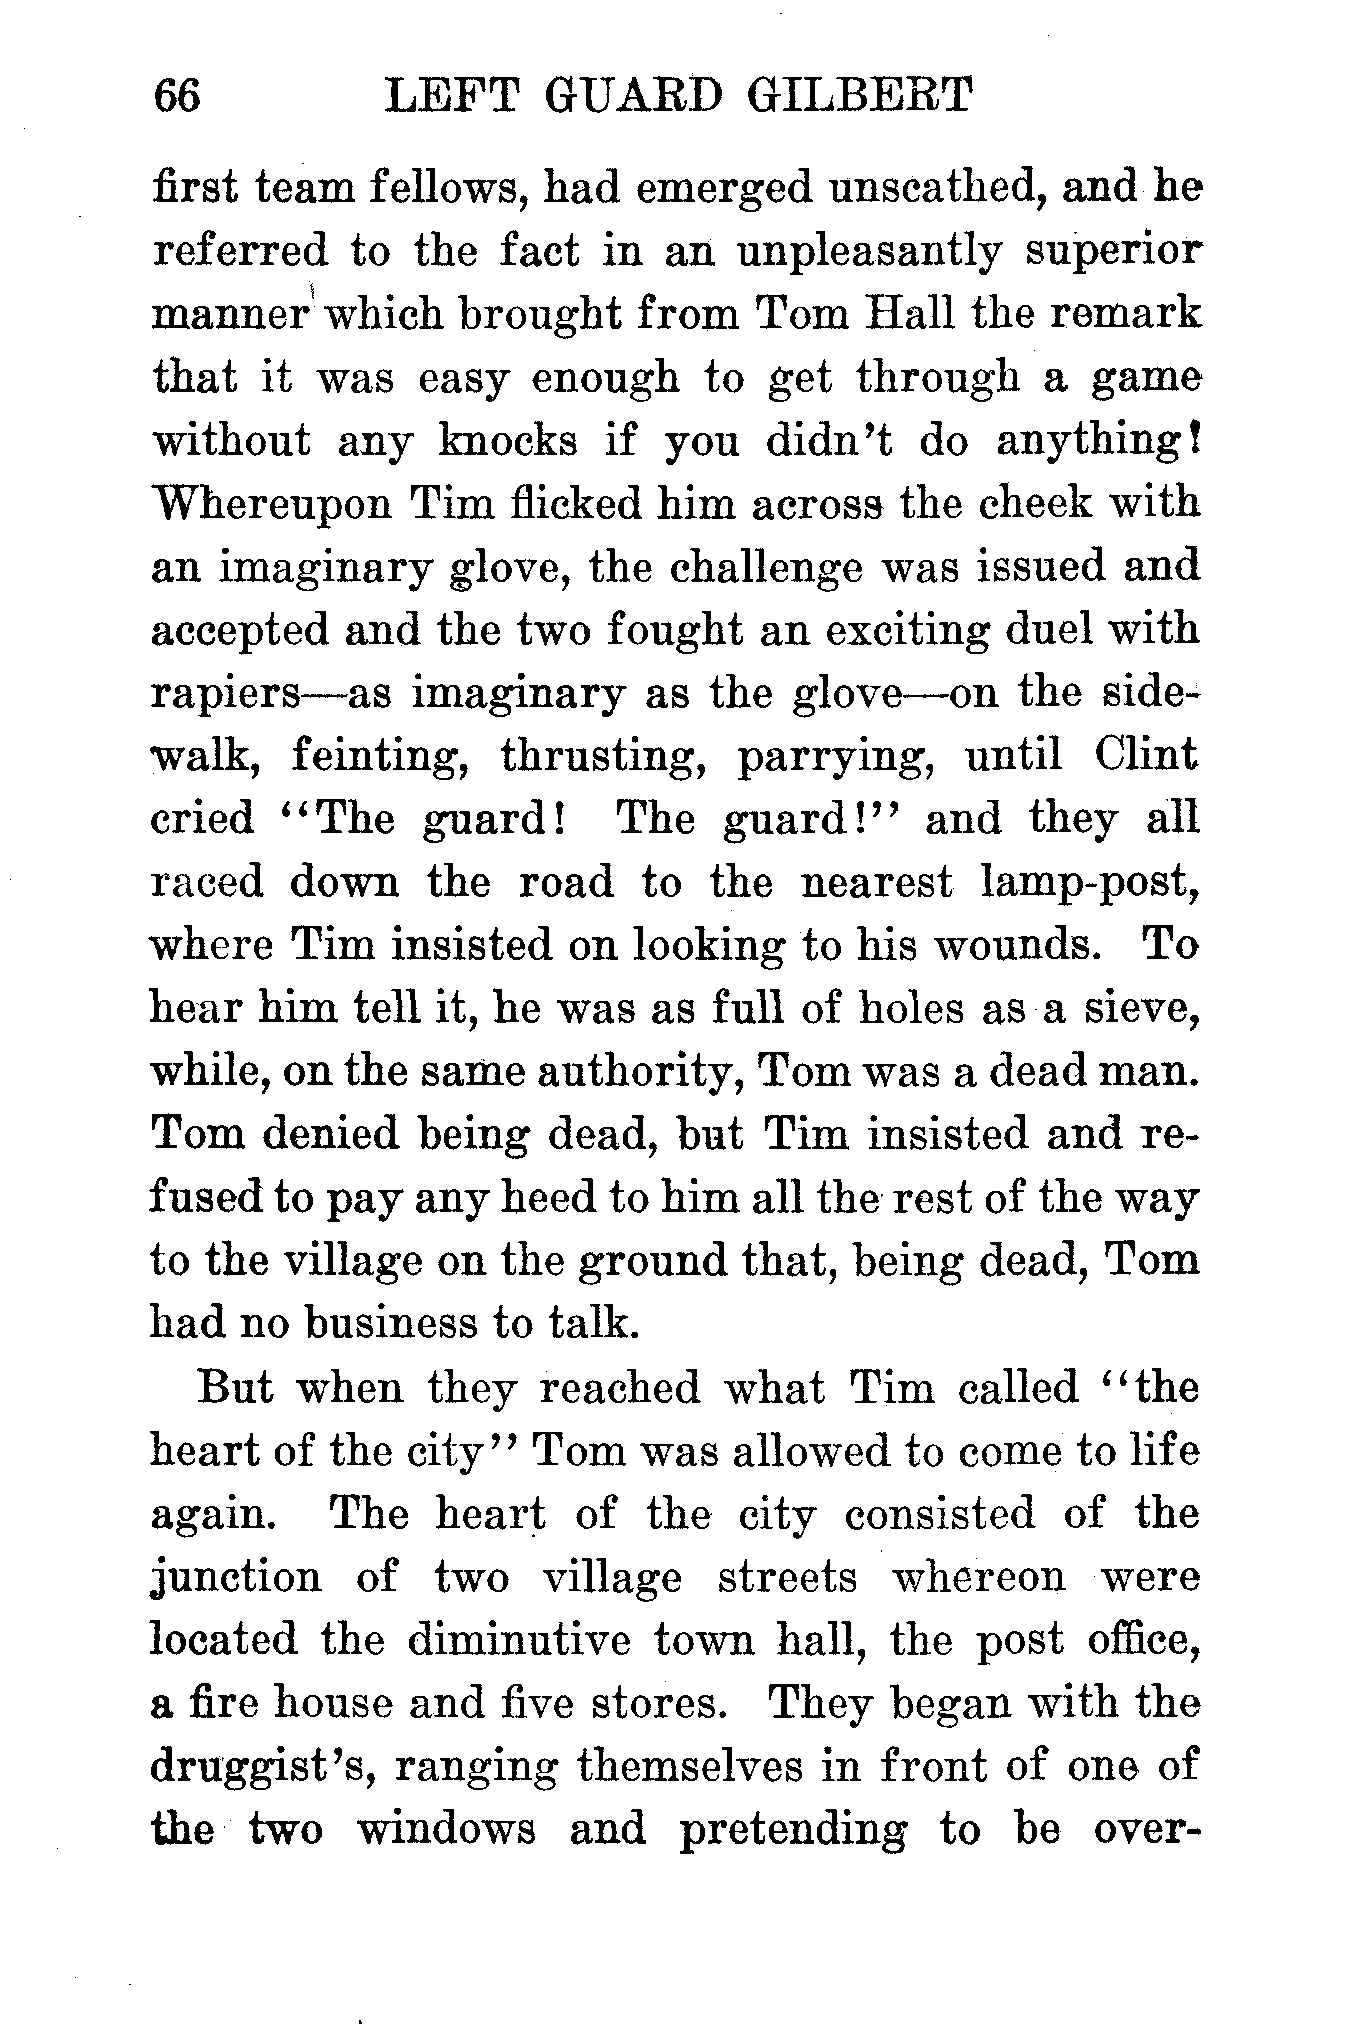 66 LEFT GUARD GILBERT
first team fellows, had emerged unscathed, and he
referred to the fact in an unpleasantly superior
manner which brought from Tom Hall the remark
that it was easy enough to get through a game
without any knocks if you didn't do anything!
Whereupon Tim flicked him across the cheek with
an imaginary glove, the challenge was issued and
accepted and the two fought an exciting duel with
rapiers—as imaginary as the glove—on the side-
walk, feinting, thrusting, parrying, until Clint
cried "The guard! The guard!" and they all
raced down the road to the nearest lamp-post,
where Tim insisted on looking to his wounds. To
hear him tell it, he was as full of holes as a sieve,
while, on the same authority, Tom was a dead man.
Tom denied being dead, but Tim insisted and re-
fused to pay any heed to him all the rest of the way
to the village on the ground that, being dead, Tom
had no business to talk.
But when they reached what Tim called "the
heart of the city" Tom was allowed to come to life
again. The heart of the city consisted of the
junction of two village streets whereon were
located the diminutive town hall, the post office,
a fire house and five stores. They began with the
druggist's, ranging themselves in front of one of
the two windows and pretending to be over-